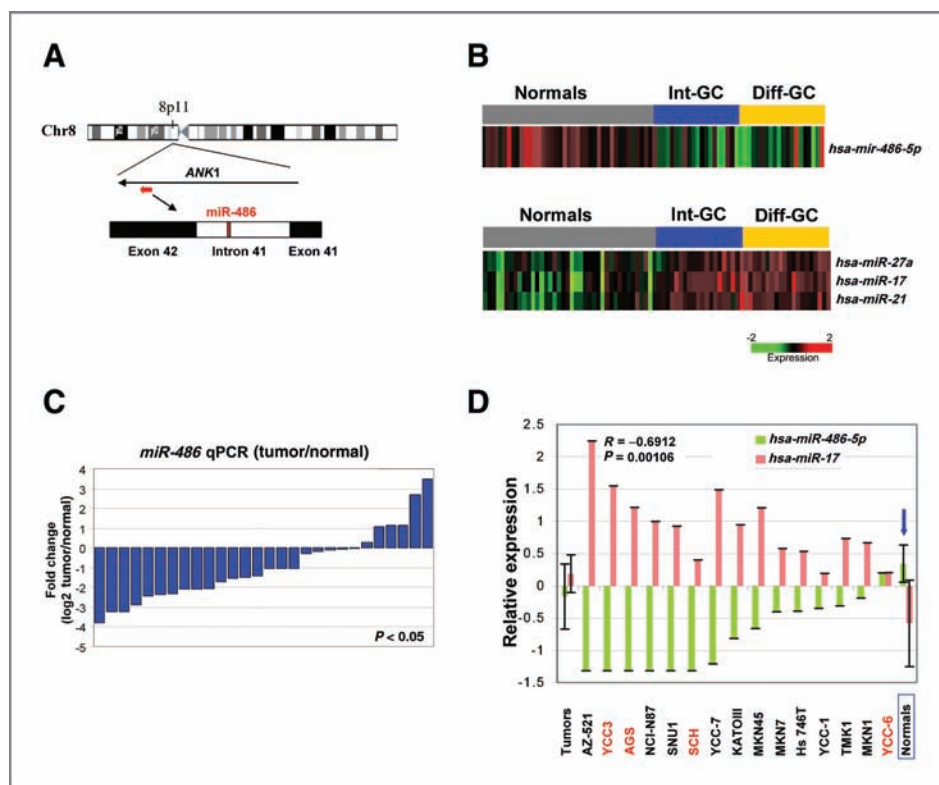 A
8p11
Chr8
ANK1
miR-486
Exon 42 Intron 41 Exon 41
B
Normals Int-GC Diff-GC
hsa-mir-486-5p
Normals Int-GC Diff-GC
hsa-miR-27a
hsa-miR-17
hsa-miR-21
-2 2
Expression
C
miR-486 qPCR (tumor/normal)
Fold change
(log2 tumor/normal)
4
3
2
1
0
-1
-2
-3
-4
-5
P < 0.05
D
Relative expression
2.5
2
1.5
1
0.5
0
-0.5
-1
-1.5
R = –0.6912
P = 0.00106
hsa-miR-486-5p
hsa-miR-17
Tumors
AZ-521
YCC3
AGS
NCI-N87
SNU1
SCH
YCC-7
KATOIII
MKN45
MKN7
Hs 746T
YCC-1
TMK1
MKN1
YCC-6
Normals